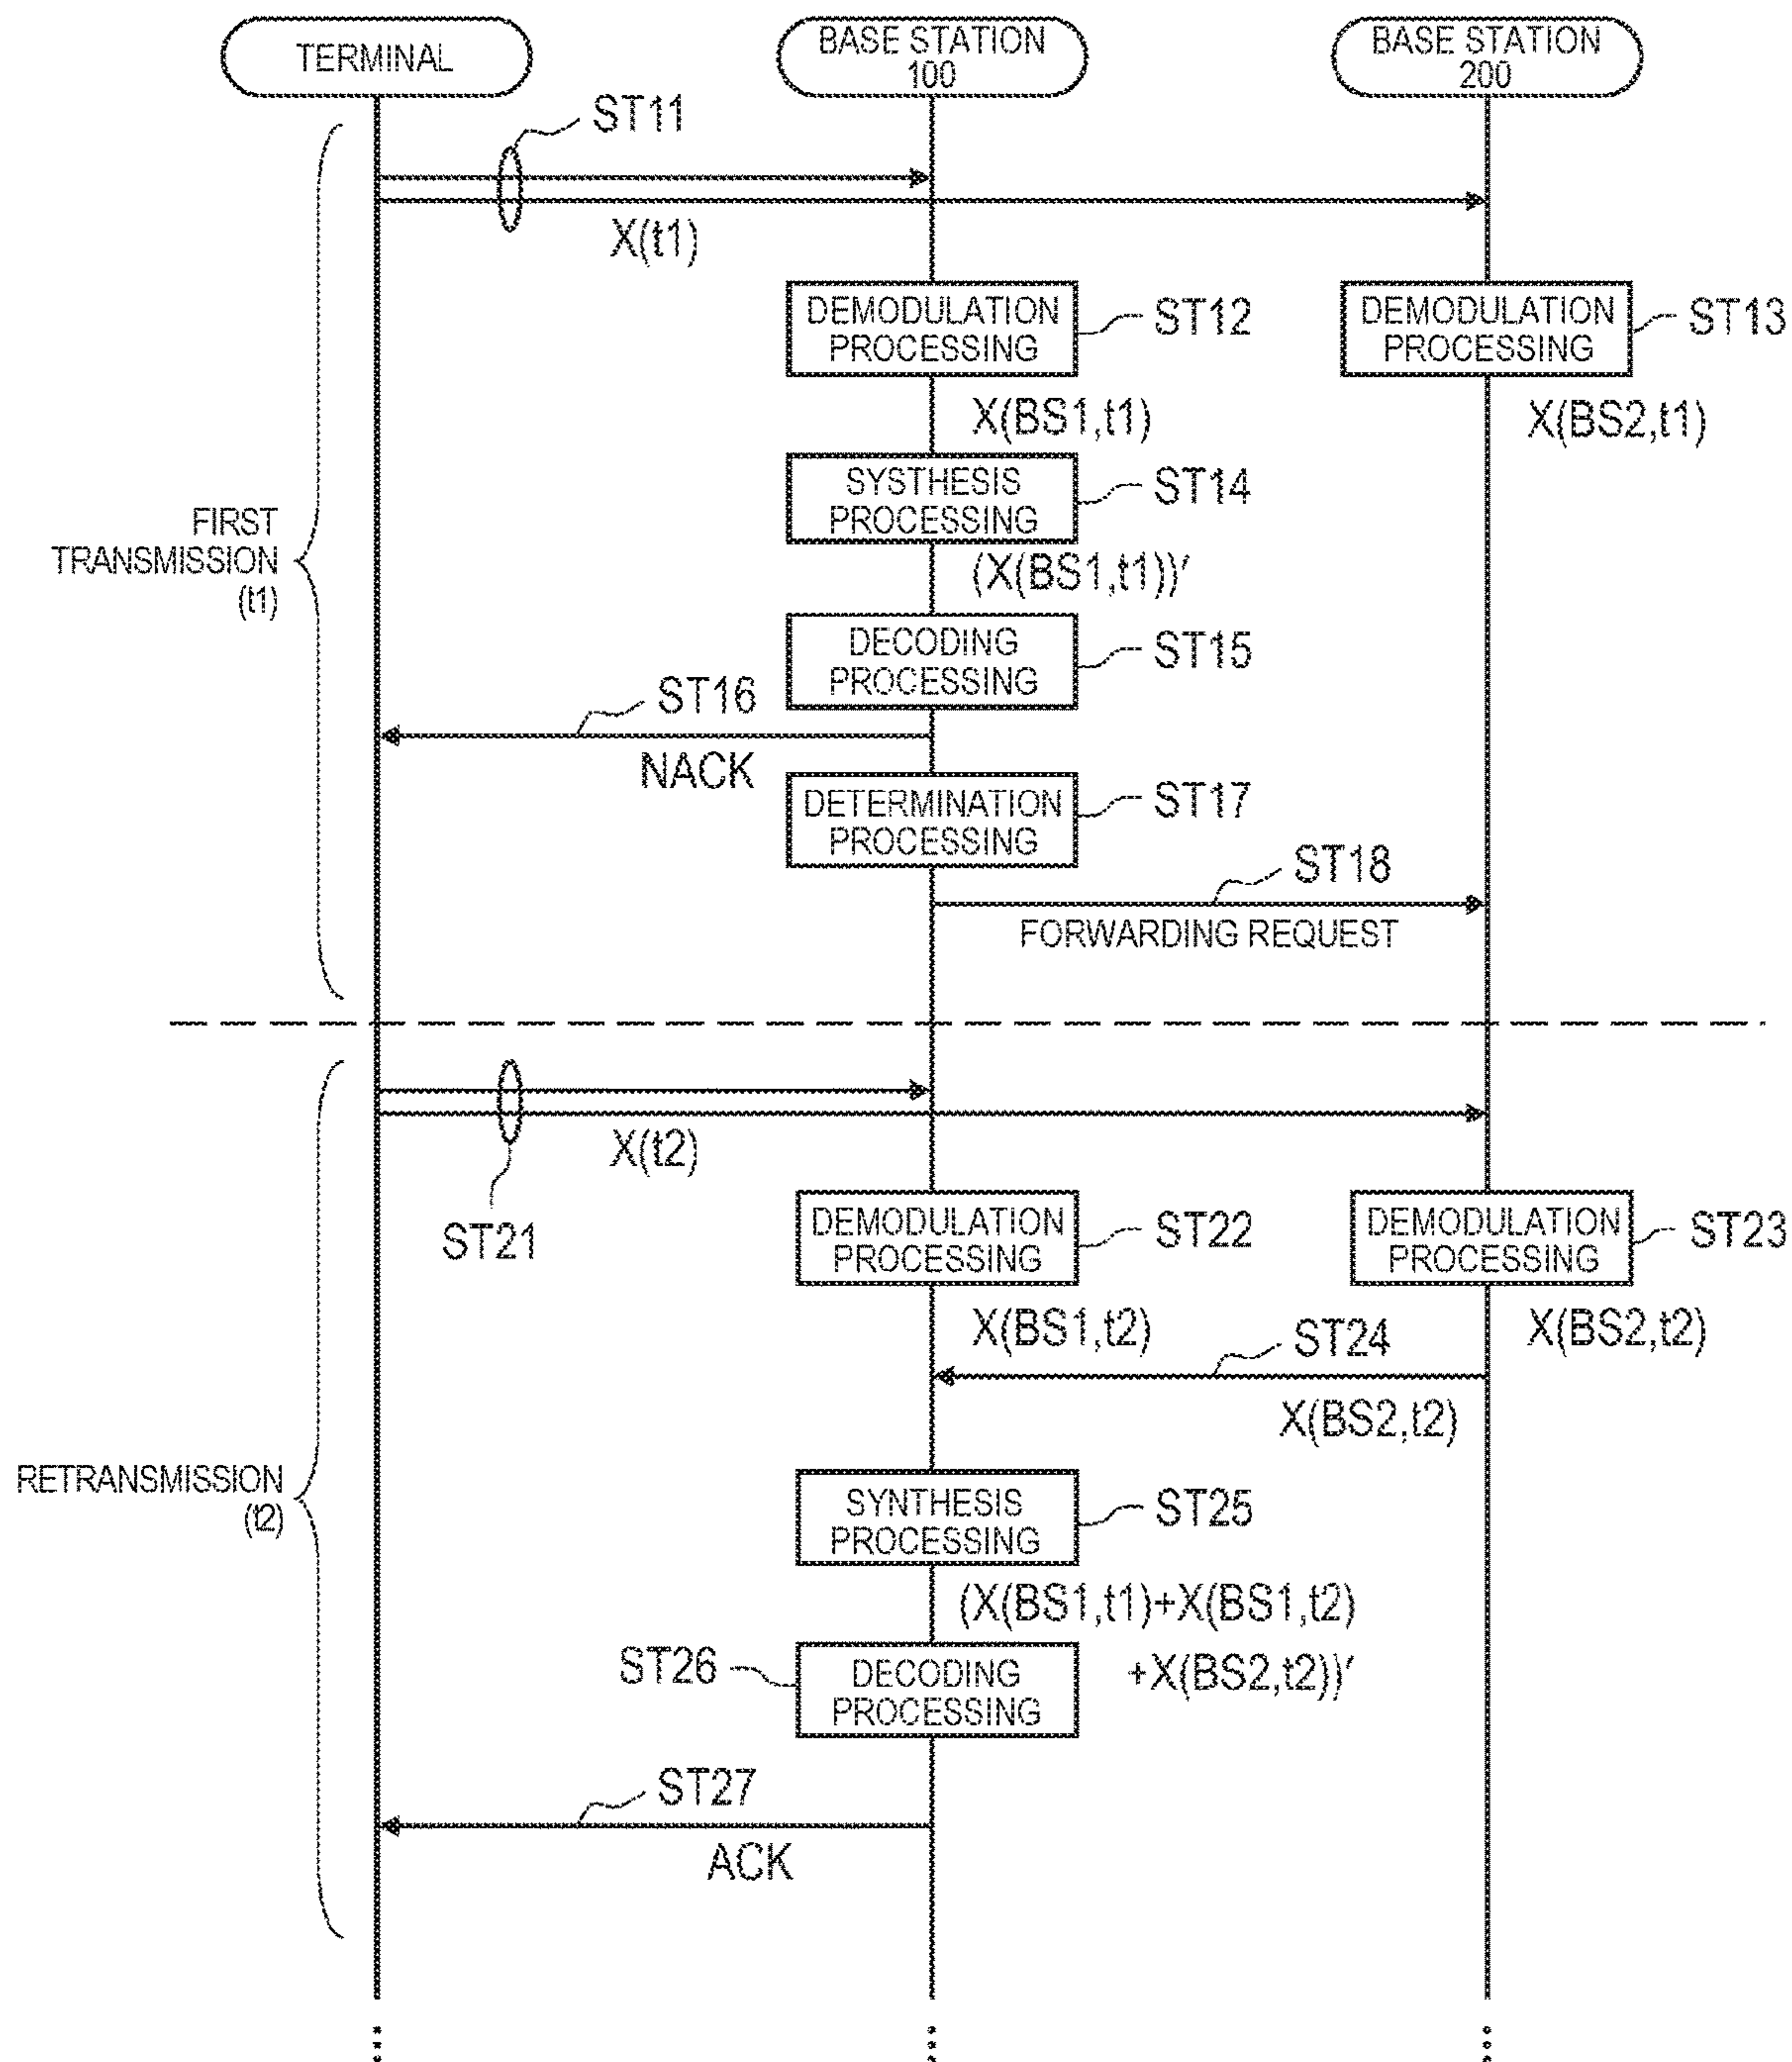 TERMINAL
BASE STATION
100
BASE STATION
200
ST11
X(t1)
DEMODULATION
PROCESSING
ST12
DEMODULATION
PROCESSING
ST13
X(BS1,t1)
X(BS2,t1)
SYSTHESIS
PROCESSING
ST14
(X(BS1,t1))′
FIRST
TRANSMISSION
(t1)
DECODING
PROCESSING
ST15
ST16
NACK
DETERMINATION
PROCESSING
ST17
ST18
FORWARDING REQUEST
X(t2)
ST21
DEMODULATION
PROCESSING
ST22
DEMODULATION
PROCESSING
ST23
X(BS1,t2)
ST24
X(BS2,t2)
X(BS2,t2)
RETRANSMISSION
(t2)
SYNTHESIS
PROCESSING
ST25
(X(BS1,t1)+X(BS1,t2)
+X(BS2,t2))′
ST26
DECODING
PROCESSING
ST27
ACK